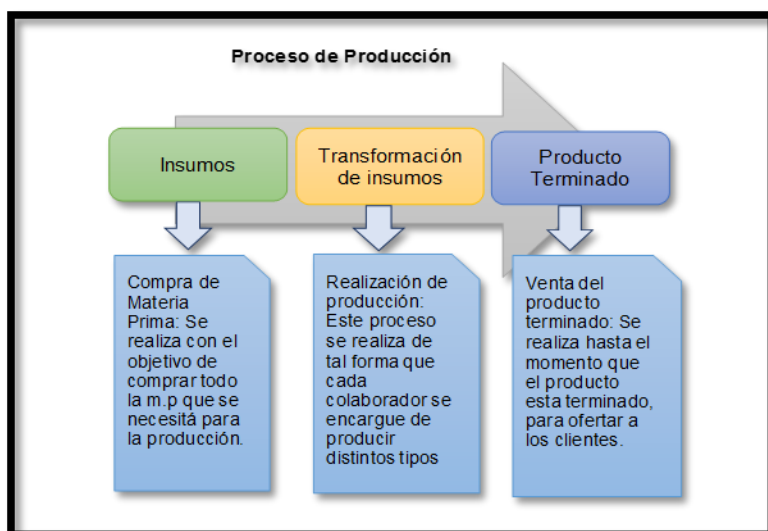 Proceso de Producción
Insumos
Transformación
de insumos
Producto
Terminado
Compra de
Materia
Prima: Se
realiza con el
objetivo de
comprar todo
la m.p que se
necesitá para
la producción.
Realización de
producción:
Este proceso
se realiza de
tal forma que
cada
colaborador se
encargue de
producir
distintos tipos
Venta del
producto
terminado: Se
realiza hasta el
momento que
el producto
esta terminado,
para ofertar a
los clientes.